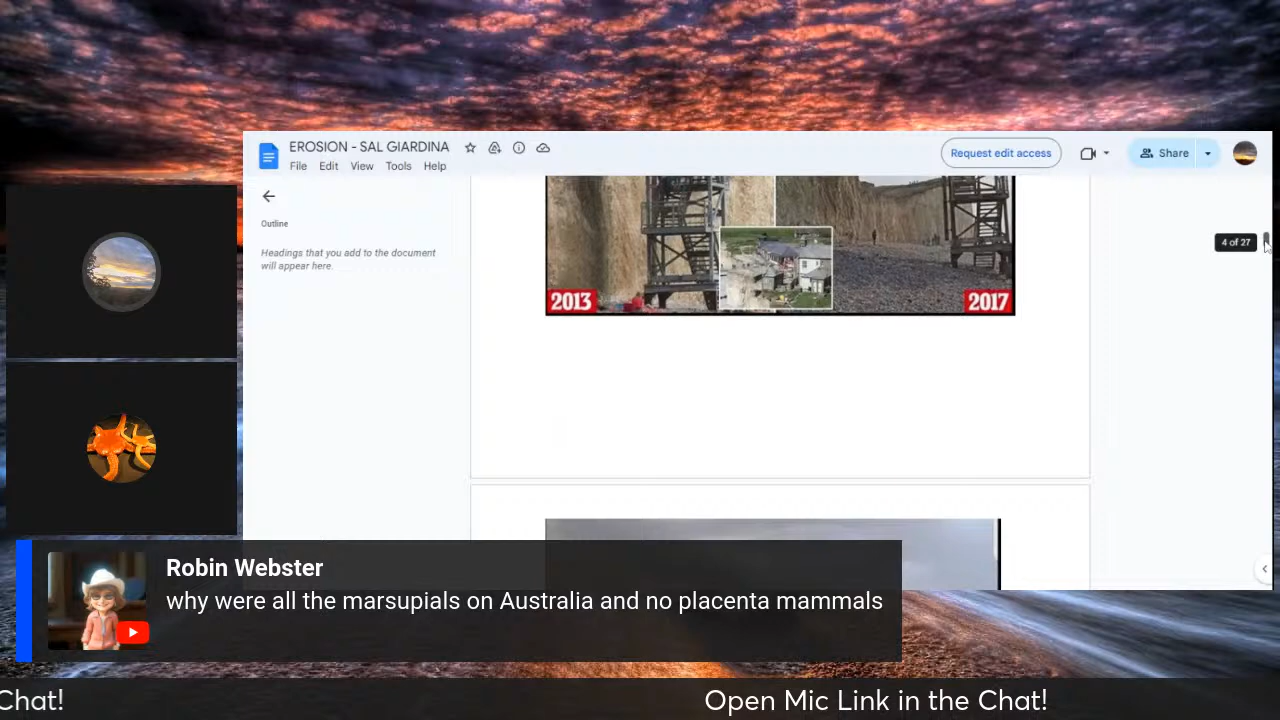 EROSION - SAL GIARDINA
File Edit View Tools Help
Request edit access
Share
Outline
Headings that you add to the document
will appear here.
4 of 27
2013
2017
Robin Webster
why were all the marsupials on Australia and no placenta mammals
Chat!
Open Mic Link in the Chat!